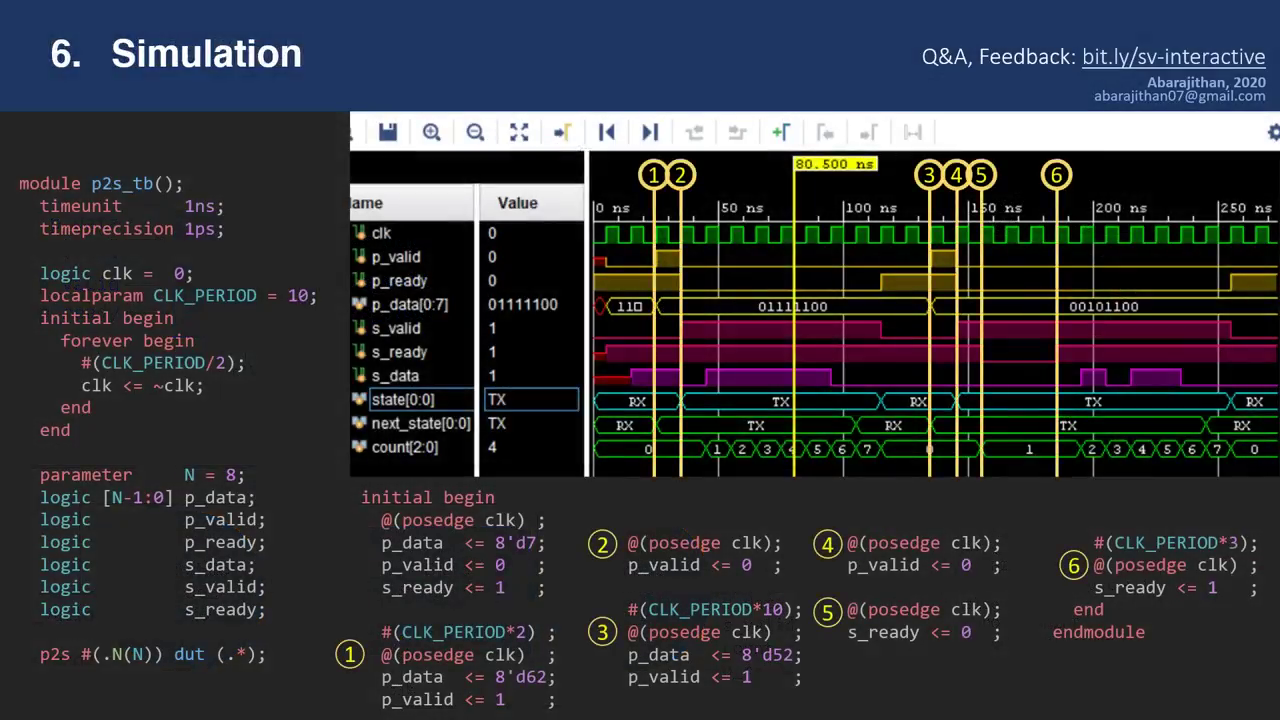 6. Simulation
Q&A, Feedback: bit.ly/sv-interactive
Abarajithan, 2020
abarajithan07@gmail.com
module p2s_tb();
timeunit 1ns;
timeprecision 1ps;
logic clk = 0;
localparam CLK_PERIOD = 10;
initial begin
forever begin
#(CLK_PERIOD/2);
clk <= ~clk;
end
end
parameter N = 8;
logic [N-1:0] p_data;
logic p_valid;
logic p_ready;
logic s_data;
logic s_valid;
logic s_ready;
p2s #(.N(N)) dut (.*);
80.500 ns
1 2 3 4 5 6
ame Value
0 ns 50 ns 100 ns 150 ns 200 ns 250 ns
clk 0
p_valid 0
p_ready 0
p_data[0:7] 01111100 110 01111100 00101100
s_valid 1
s_ready 1
s_data 1
state[0:0] TX RX TX RX TX RX
next_state[0:0] TX RX TX RX TX RX
count[2:0] 4 0 1 2 3 4 5 6 7 0 1 2 3 4 5 6 7 0
initial begin
@(posedge clk) ;
p_data <= 8'd7;
p_valid <= 0 ;
s_ready <= 1 ;
#(CLK_PERIOD*2) ;
1 @(posedge clk) ;
p_data <= 8'd62;
p_valid <= 1 ;
2 @(posedge clk);
p_valid <= 0 ;
#(CLK_PERIOD*10);
3 @(posedge clk) ;
p_data <= 8'd52;
p_valid <= 1 ;
4 @(posedge clk);
p_valid <= 0 ;
5 @(posedge clk);
s_ready <= 0 ;
#(CLK_PERIOD*3);
6 @(posedge clk) ;
s_ready <= 1 ;
end
endmodule